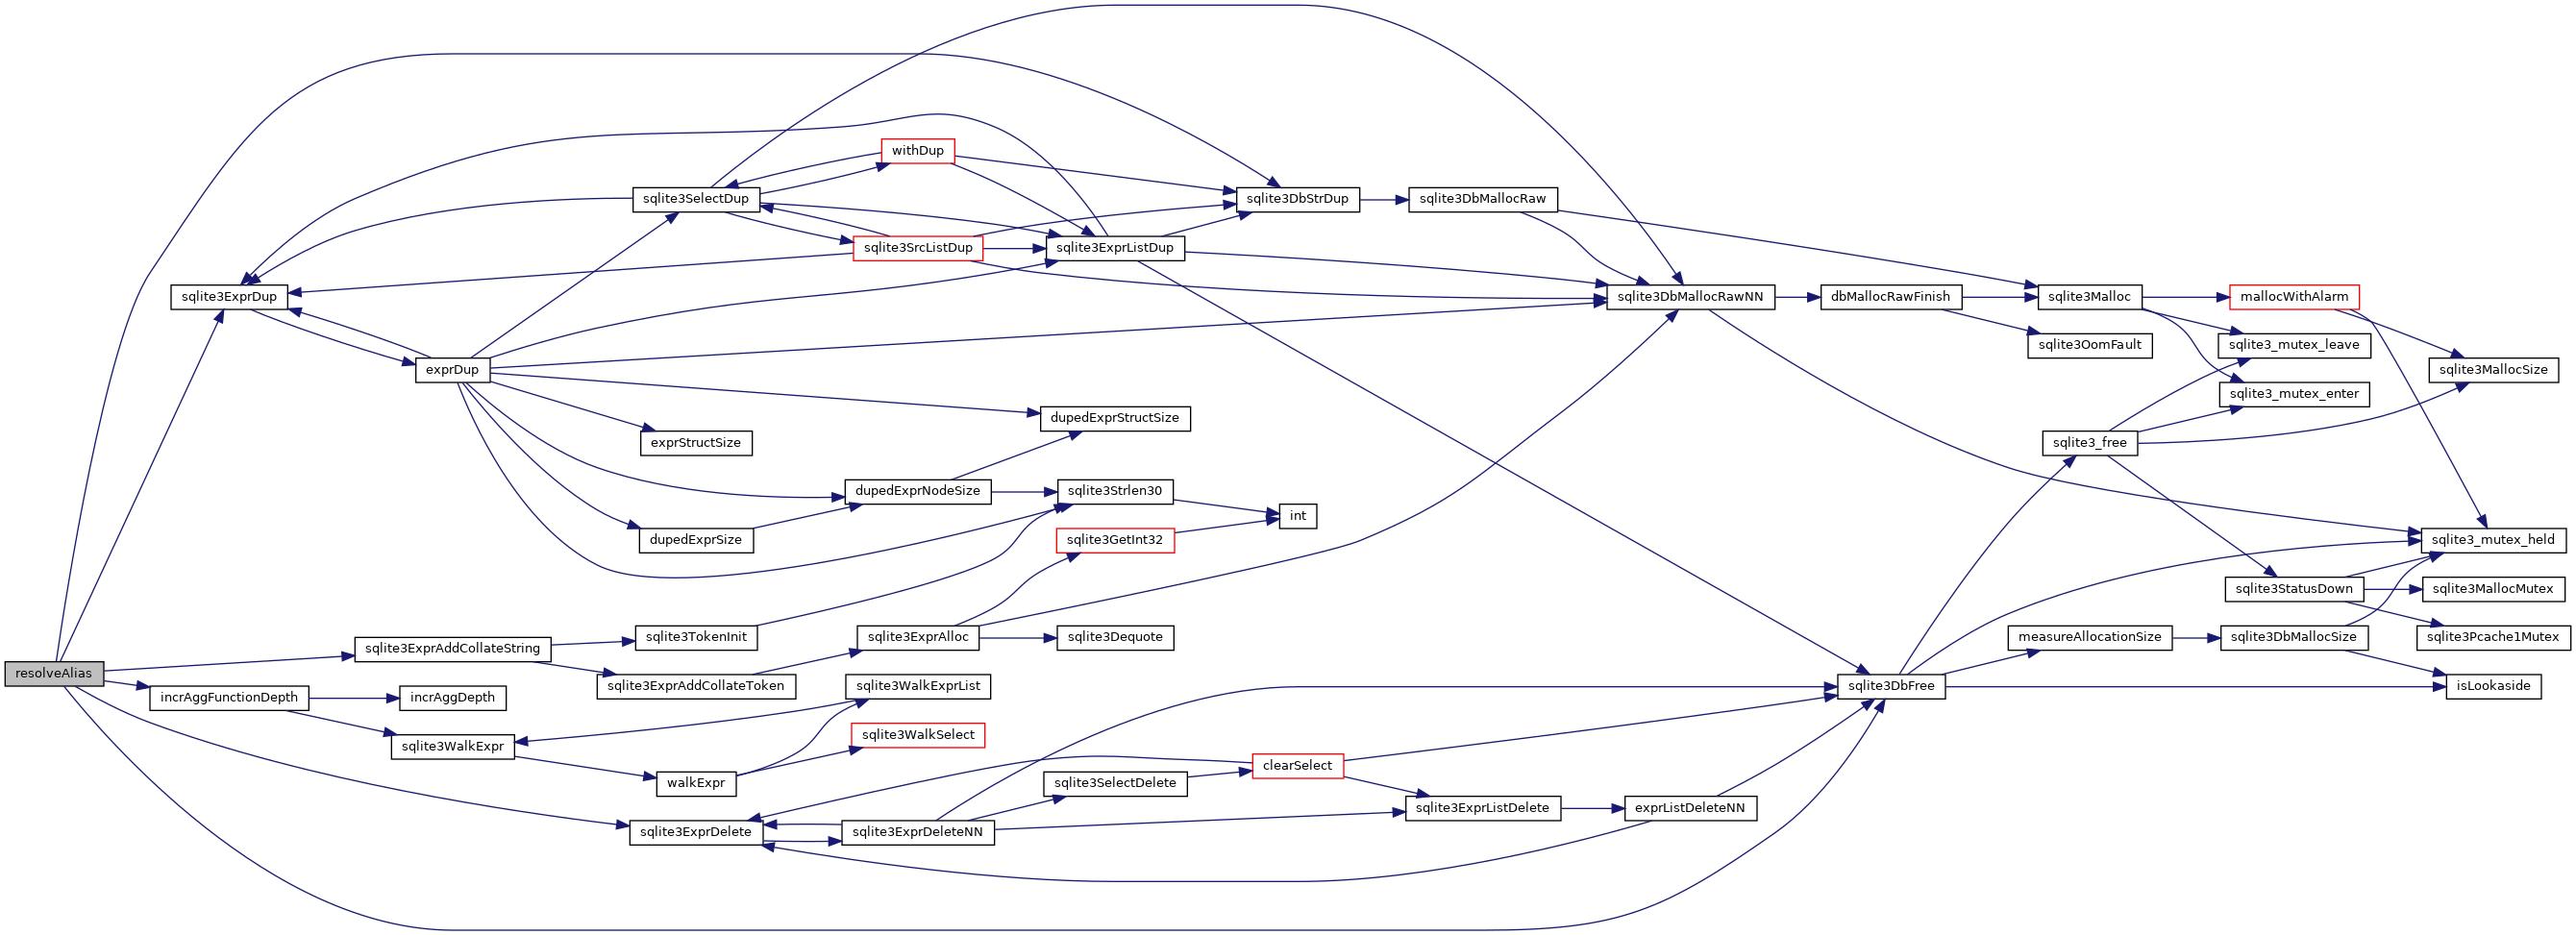 resolveAlias
sqlite3ExprDup
incrAggFunctionDepth
sqlite3ExprAddCollateString
exprDup
incrAggDepth
sqlite3WalkExpr
sqlite3SelectDup
exprStructSize
dupedExprSize
sqlite3TokenInit
sqlite3ExprAddCollateToken
walkExpr
sqlite3ExprDelete
withDup
sqlite3SrcListDup
dupedExprNodeSize
sqlite3ExprAlloc
sqlite3WalkExprList
sqlite3WalkSelect
sqlite3ExprDeleteNN
sqlite3ExprListDup
dupedExprStructSize
sqlite3Strlen30
sqlite3GetInt32
sqlite3Dequote
sqlite3SelectDelete
sqlite3DbStrDup
int
clearSelect
sqlite3DbMallocRaw
sqlite3ExprListDelete
sqlite3DbMallocRawNN
exprListDeleteNN
dbMallocRawFinish
sqlite3DbFree
sqlite3Malloc
sqlite3OomFault
sqlite3_free
measureAllocationSize
mallocWithAlarm
sqlite3_mutex_leave
sqlite3_mutex_enter
sqlite3StatusDown
sqlite3DbMallocSize
sqlite3MallocSize
sqlite3_mutex_held
sqlite3MallocMutex
sqlite3Pcache1Mutex
isLookaside